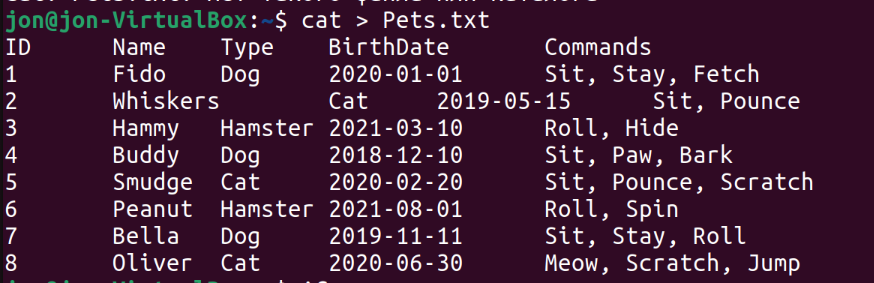 jon@jon-VirtualBox:~$ cat > Pets.txt
ID Name Type BirthDate Commands
1 Fido Dog 2020-01-01 Sit, Stay, Fetch
2 Whiskers Cat 2019-05-15 Sit, Pounce
3 Hammy Hamster 2021-03-10 Roll, Hide
4 Buddy Dog 2018-12-10 Sit, Paw, Bark
5 Smudge Cat 2020-02-20 Sit, Pounce, Scratch
6 Peanut Hamster 2021-08-01 Roll, Spin
7 Bella Dog 2019-11-11 Sit, Stay, Roll
8 Oliver Cat 2020-06-30 Meow, Scratch, Jump